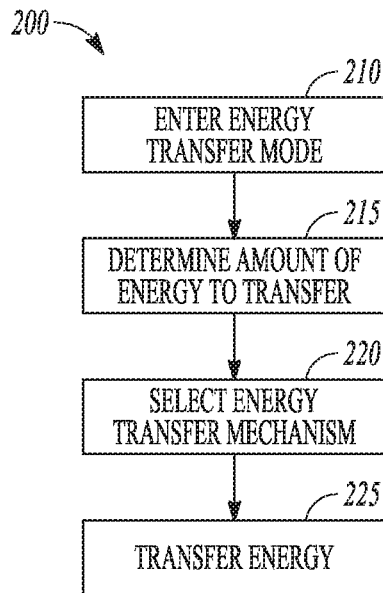 200
210
ENTER ENERGY
TRANSFER MODE
215
DETERMINE AMOUNT OF
ENERGY TO TRANSFER
220
SELECT ENERGY
TRANSFER MECHANISM
225
TRANSFER ENERGY